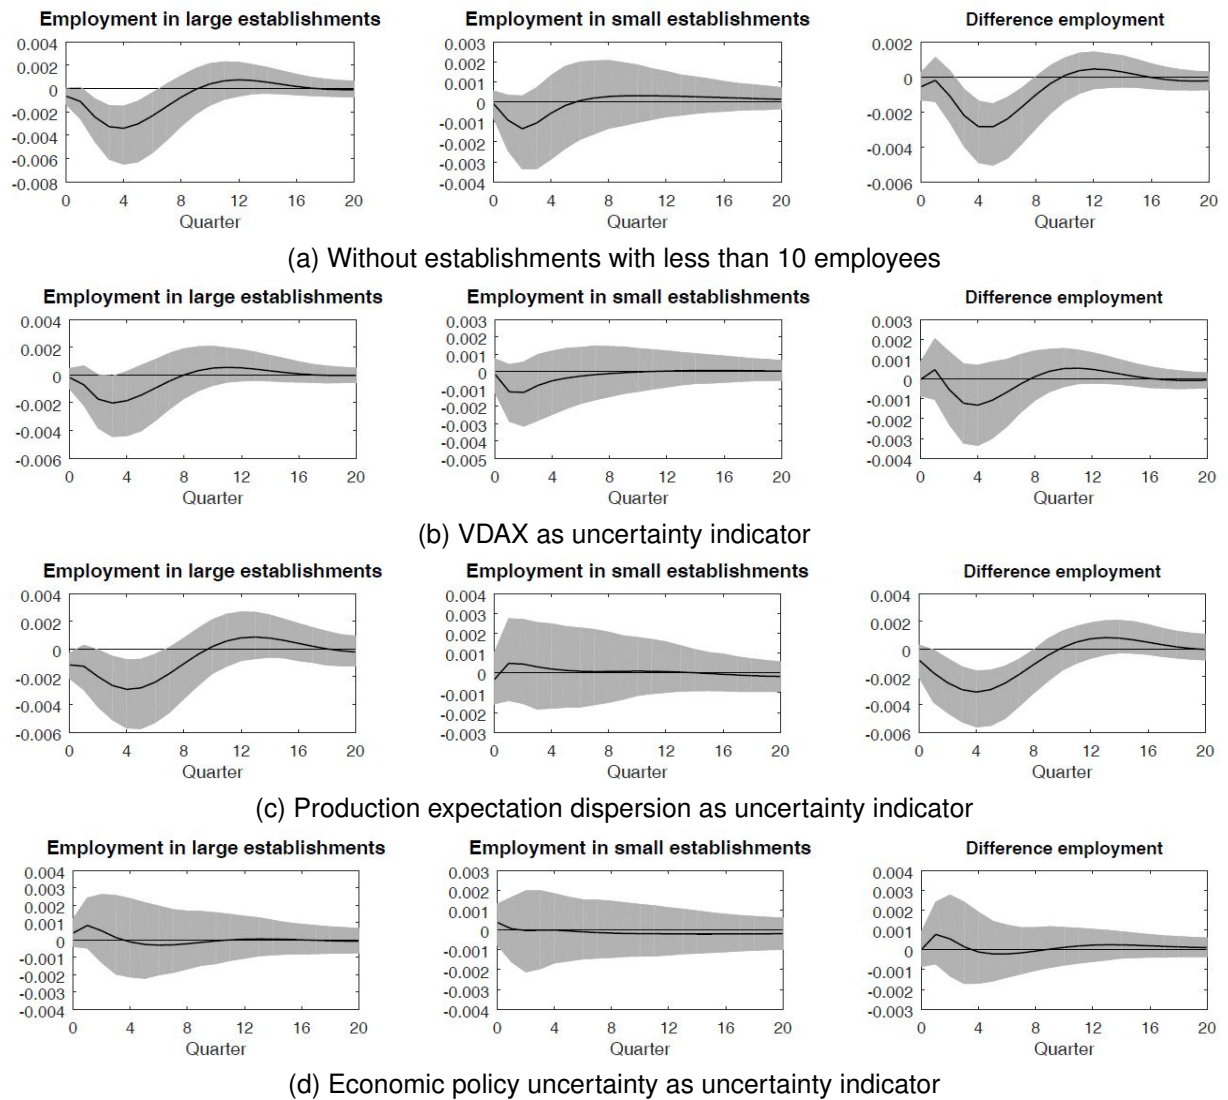 Employment in large establishments
0.004
0.002
0
-0.002
-0.004
-0.006
-0.008
0 4 8 12 16 20
Quarter
Employment in small establishments
0.003
0.002
0.001
0
-0.001
-0.002
-0.003
-0.004
0 4 8 12 16 20
Quarter
Difference employment
0.002
0
-0.002
-0.004
-0.006
0 4 8 12 16 20
Quarter
(a) Without establishments with less than 10 employees
Employment in large establishments
0.004
0.002
0
-0.002
-0.004
-0.006
0 4 8 12 16 20
Quarter
Employment in small establishments
0.003
0.002
0.001
0
-0.001
-0.002
-0.003
-0.004
-0.005
0 4 8 12 16 20
Quarter
Difference employment
0.003
0.002
0.001
0
-0.001
-0.002
-0.003
-0.004
0 4 8 12 16 20
Quarter
(b) VDAX as uncertainty indicator
Employment in large establishments
0.004
0.002
0
-0.002
-0.004
-0.006
0 4 8 12 16 20
Quarter
Employment in small establishments
0.004
0.003
0.002
0.001
0
-0.001
-0.002
-0.003
0 4 8 12 16 20
Quarter
Difference employment
0.004
0.002
0
-0.002
-0.004
-0.006
0 4 8 12 16 20
Quarter
(c) Production expectation dispersion as uncertainty indicator
Employment in large establishments
0.004
0.003
0.002
0.001
0
-0.001
-0.002
-0.003
-0.004
0 4 8 12 16 20
Quarter
Employment in small establishments
0.003
0.002
0.001
0
-0.001
-0.002
-0.003
-0.004
0 4 8 12 16 20
Quarter
Difference employment
0.004
0.003
0.002
0.001
0
-0.001
-0.002
-0.003
0 4 8 12 16 20
Quarter
(d) Economic policy uncertainty as uncertainty indicator